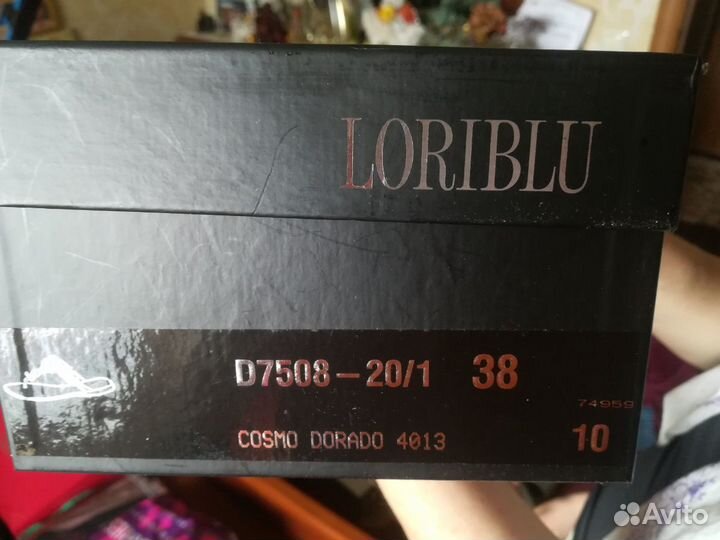 LORIBLU
D7508-20/1 38
74959
COSMO DORADO 4013 10
Avito